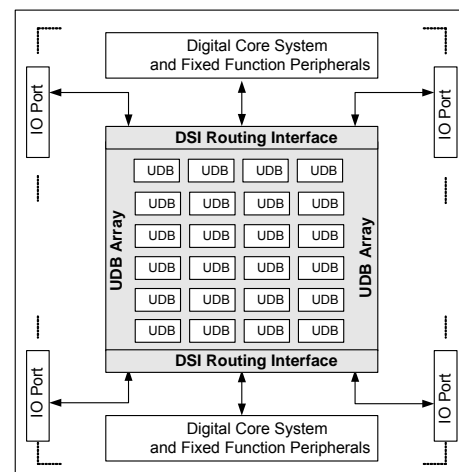 Digital Core System
and Fixed Function Peripherals
IO Port
IO Port
DSI Routing Interface
UDB Array
UDB UDB UDB UDB
UDB UDB UDB UDB
UDB UDB UDB UDB
UDB UDB UDB UDB
UDB UDB UDB UDB
UDB UDB UDB UDB
UDB Array
DSI Routing Interface
IO Port
IO Port
Digital Core System
and Fixed Function Peripherals